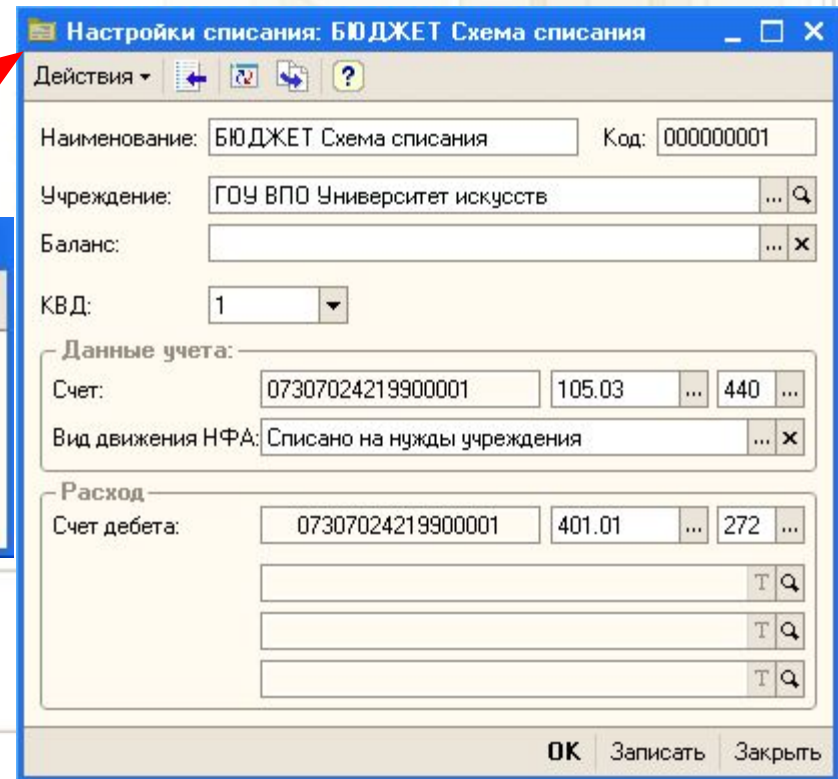 Настройки списания: БЮДЖЕТ Схема списания
Действия
Наименование: БЮДЖЕТ Схема списания Код: 000000001
Учреждение: ГОУ ВПО Университет искусств
Баланс:
КВД: 1
Данные учета:
Счет: 07307024219900001 105.03 ... 440 ...
Вид движения НФА: Списано на нужды учреждения
Расход
Счет дебета: 07307024219900001 401.01 ... 272 ...
T
T
T
OK Записать Закрыть